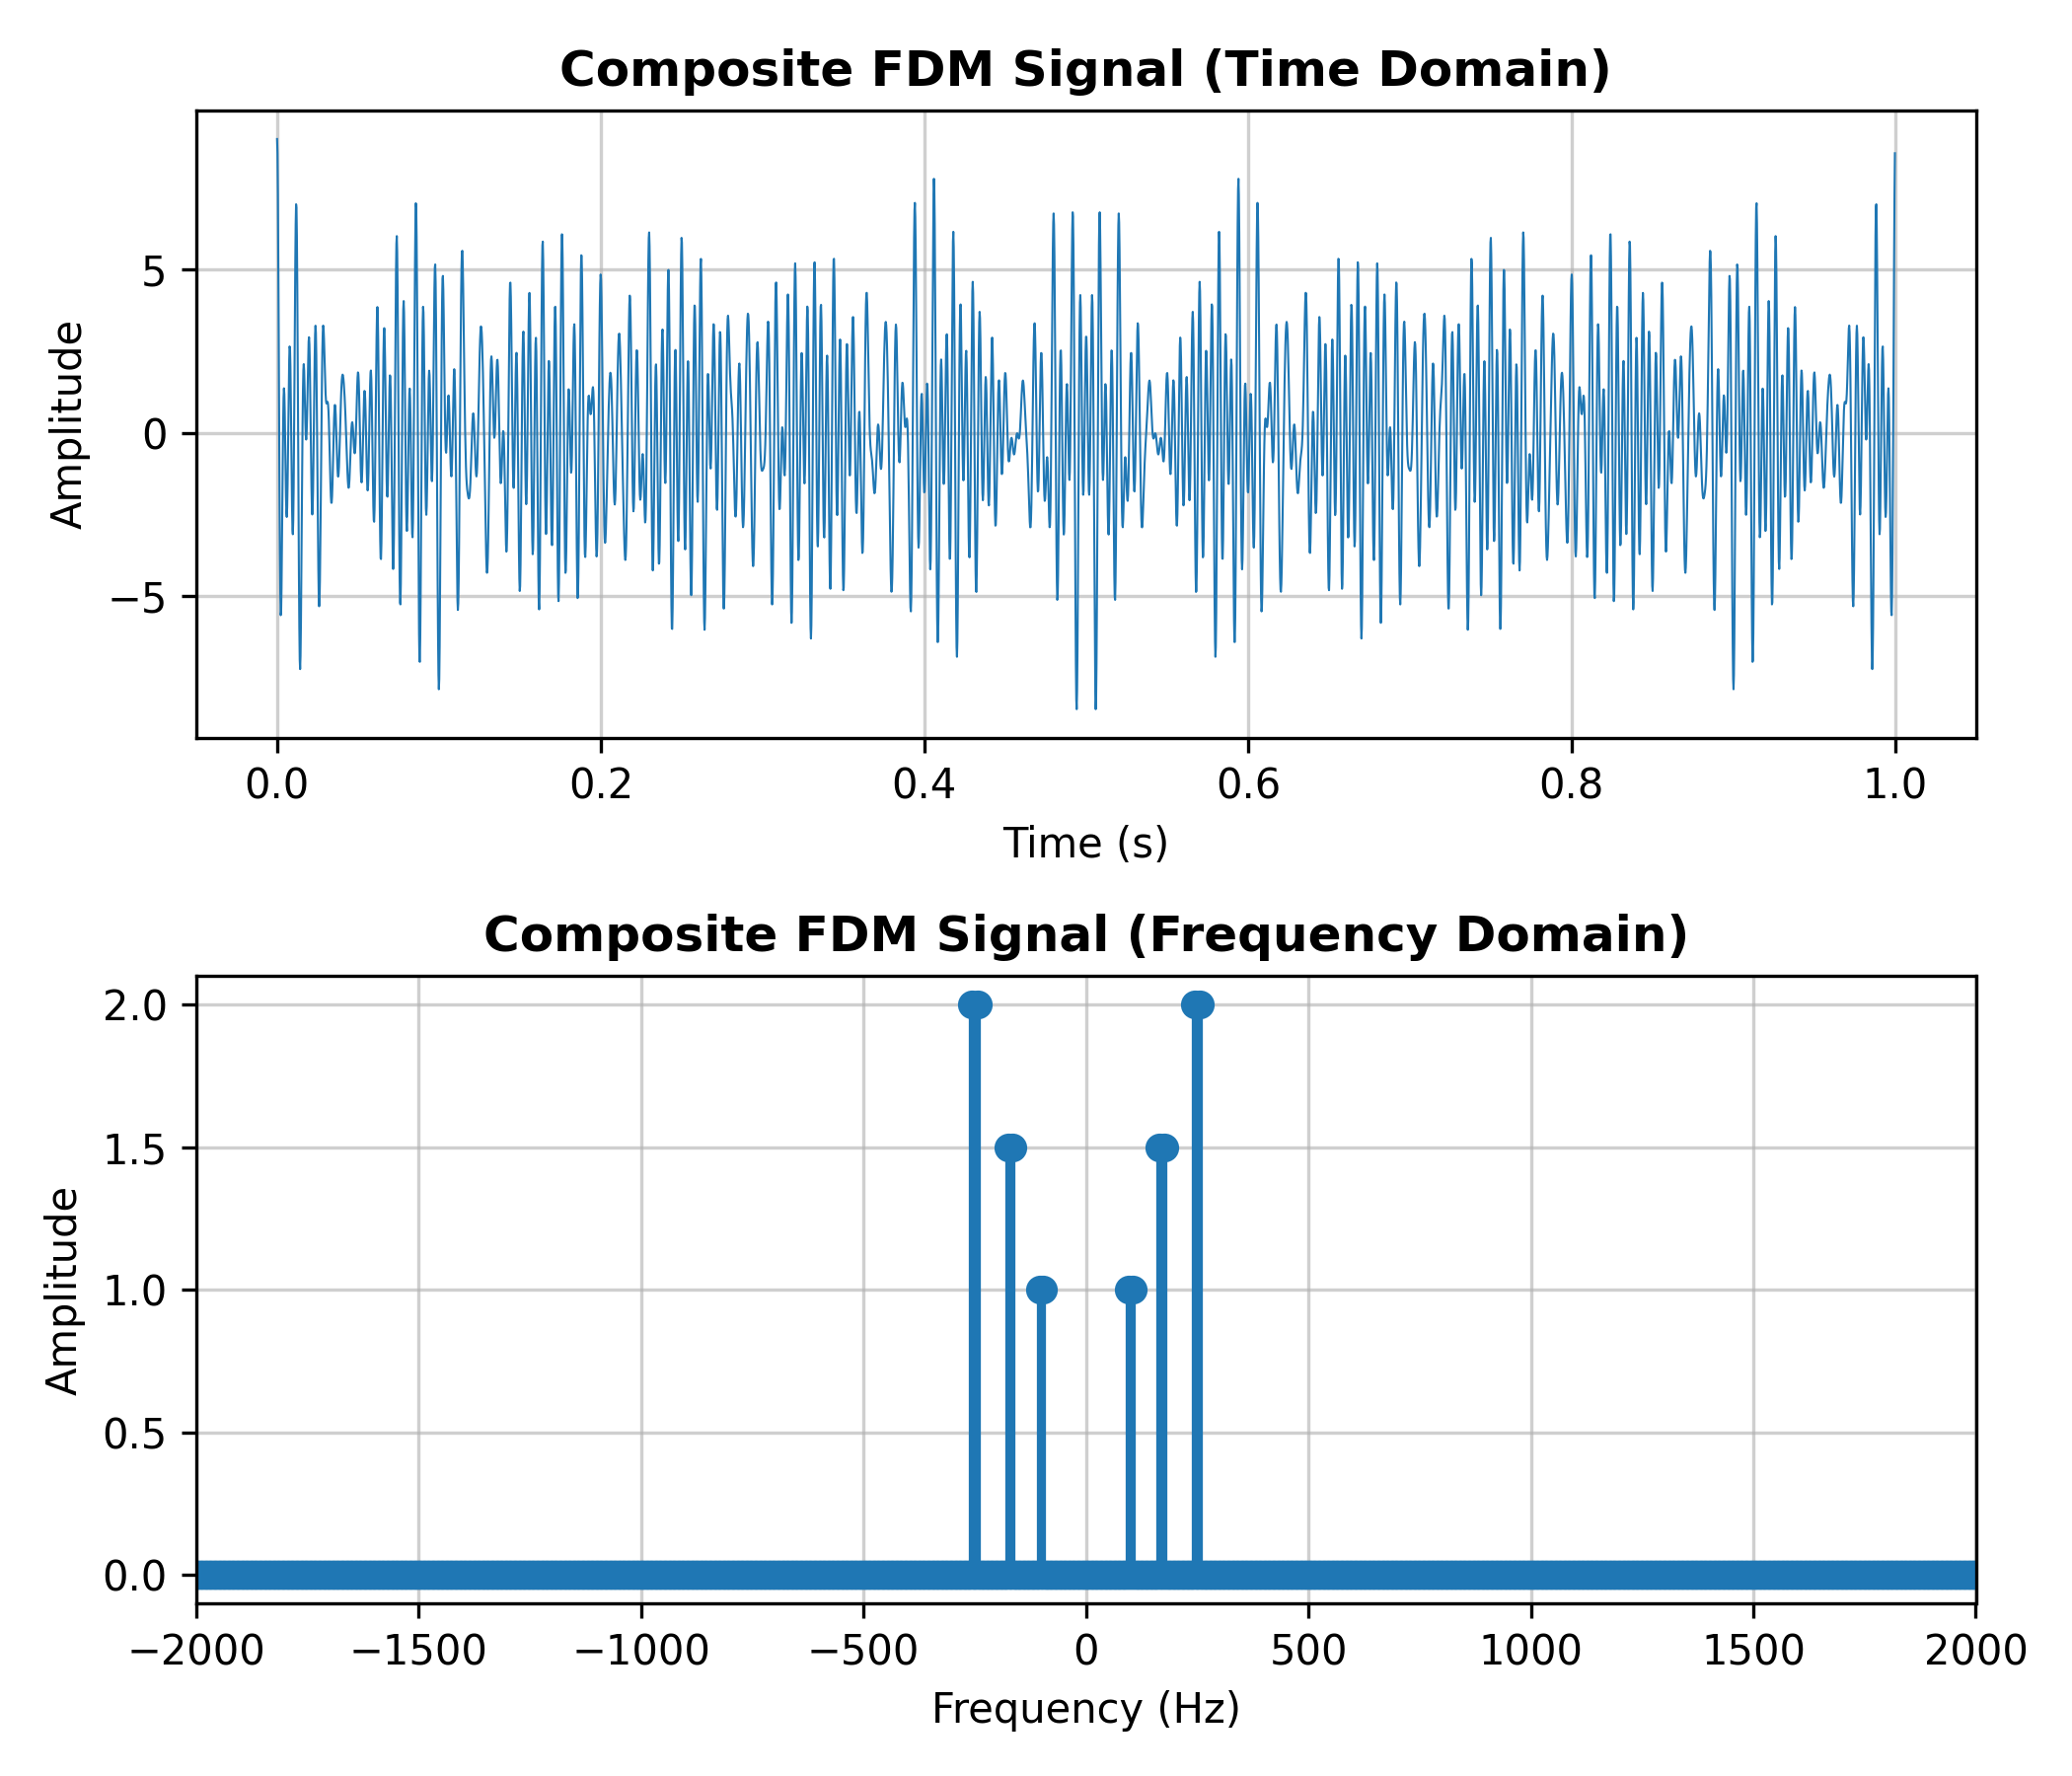 Composite FDM Signal (Time Domain)
Amplitude
5
0
−5
0.0 0.2 0.4 0.6 0.8 1.0
Time (s)
Composite FDM Signal (Frequency Domain)
Amplitude
2.0
1.5
1.0
0.5
0.0
−2000 −1500 −1000 −500 0 500 1000 1500 2000
Frequency (Hz)